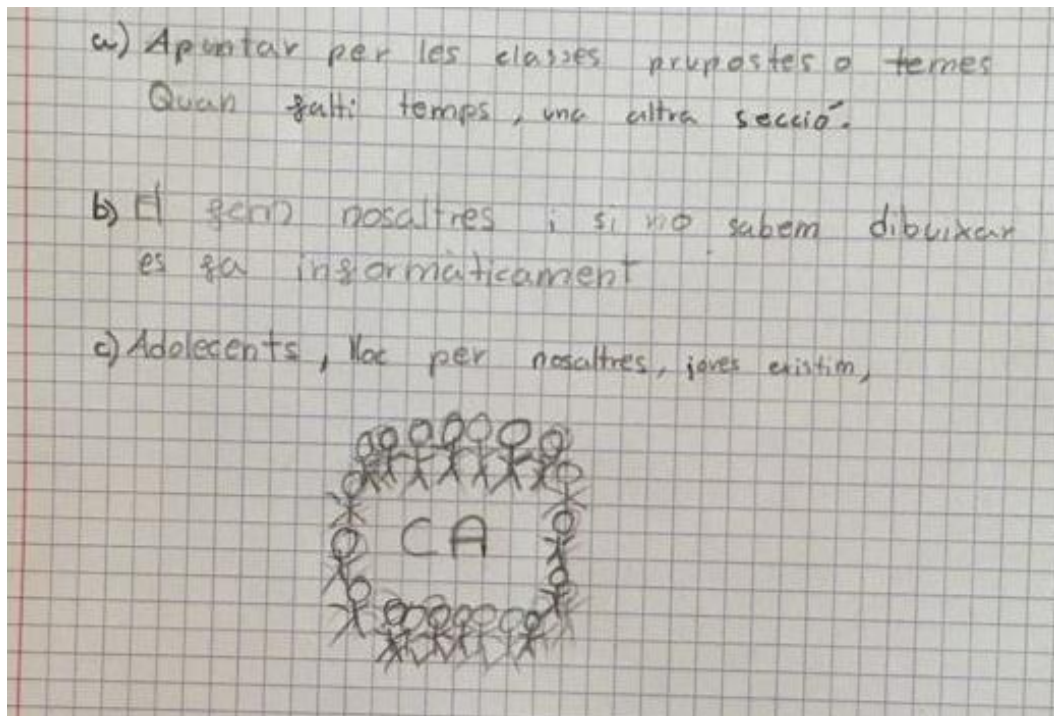 a) Apuntar per les classes prupostes o temes
Quan falti temps, una altra secció.
b) El fem nosaltres i si no sabem dibuixar
es fa informàticament
c) Adolecents, lloc per nosaltres, joves existim,
CA